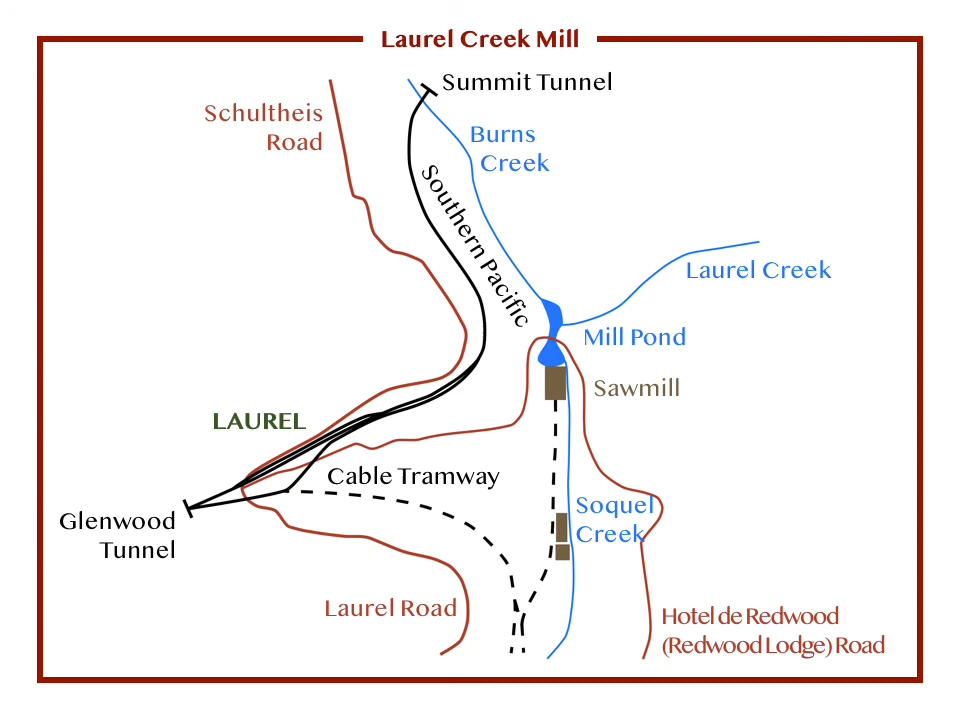 Laurel Creek Mill
Summit Tunnel
Schultheis
Road
Burns
Creek
Southern Pacific
Laurel Creek
Mill Pond
Sawmill
LAUREL
Cable Tramway
Glenwood
Tunnel
Soquel
Creek
Laurel Road
Hotel de Redwood
(Redwood Lodge) Road